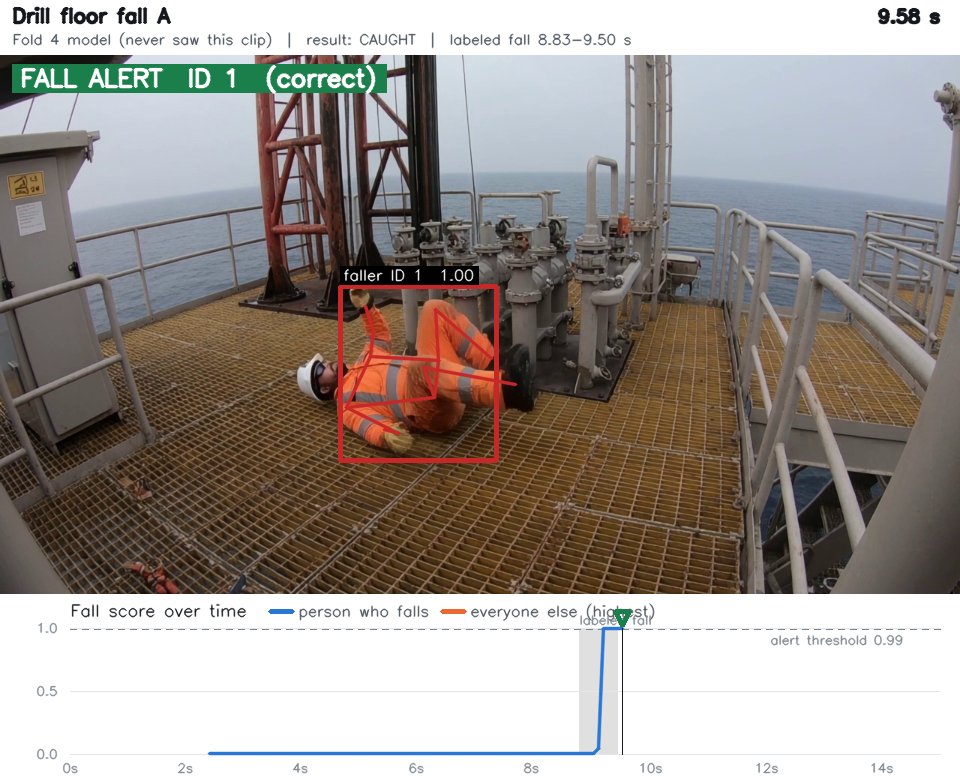 Drill floor fall A
9.58 s
Fold 4 model (never saw this clip) | result: CAUGHT | labeled fall 8.83–9.50 s
FALL ALERT ID 1 (correct)
faller ID 1 1.00
Fall score over time
person who falls
everyone else (highest)
labeled fall
1.0
alert threshold 0.99
0.5
0.0
0s 2s 4s 6s 8s 10s 12s 14s